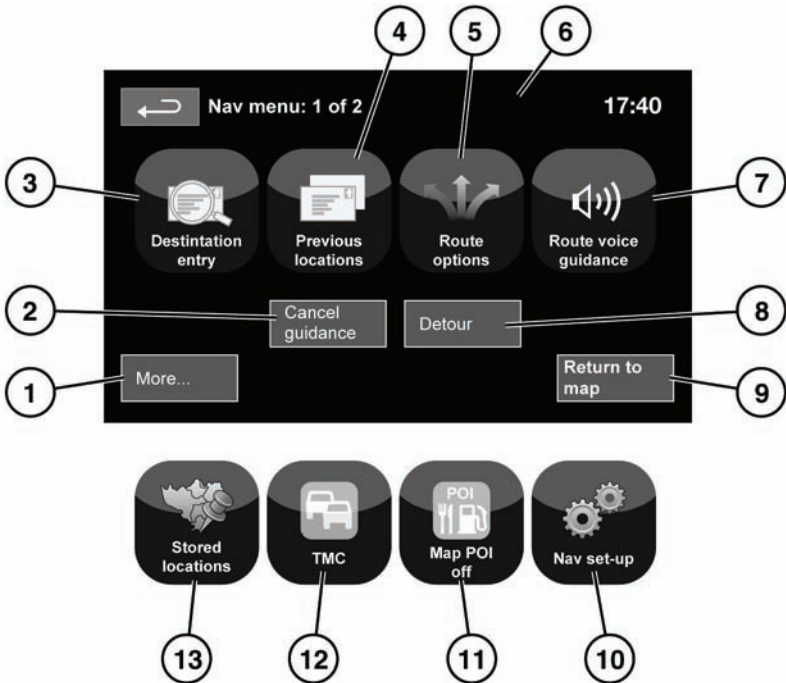 4
5
6
Nav menu: 1 of 2
17:40
3
7
Destintation
entry
Previous
locations
Route
options
Route voice
guidance
2
Cancel
guidance
Detour
8
1
More...
Return to
map
9
Stored
locations
TMC
POI
Map POI
off
Nav set-up
13
12
11
10